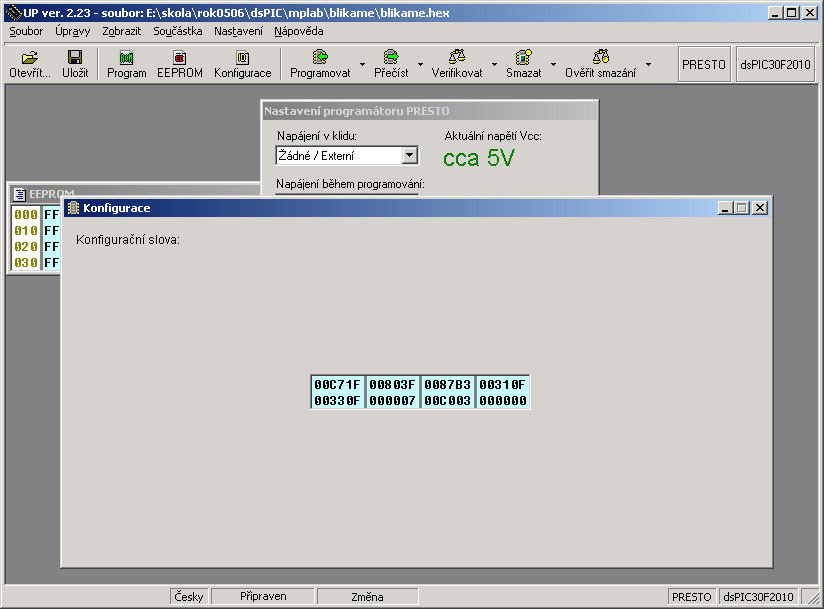 UP ver. 2.23 - soubor: E:\skola\rok0506\dsPIC\mplab\blikame\blikame.hex
Soubor Úpravy Zobrazit Součástka Nastavení Nápověda
Otevřít... Uložit Program EEPROM Konfigurace Programovat Přečíst Verifikovat Smazat Ověřit smazání PRESTO dsPIC30F2010
Nastavení programátoru PRESTO
Napájení v klidu: Aktuální napětí Vcc:
Žádné / Externí cca 5V
Napájení během programování:
EEPROM
000 FF
010 FF
020 FF
030 FF
Konfigurace
Konfigurační slova:
00C71F 00803F 0087B3 00310F
00330F 000007 00C003 000000
Česky Připraven Změna PRESTO dsPIC30F2010